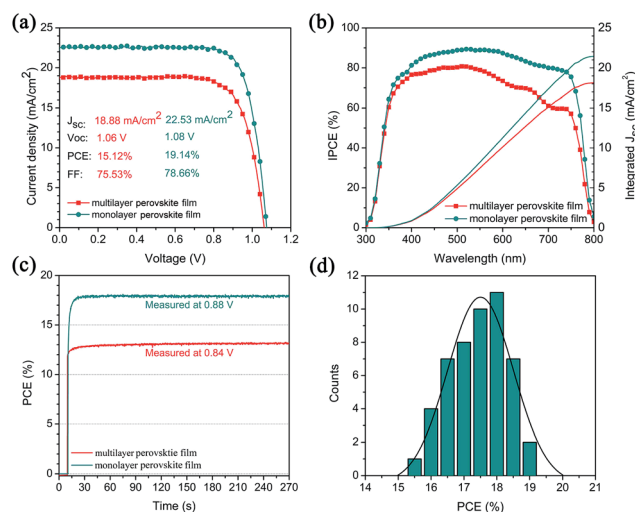 (a)
Current density (mA/cm²)
25
20
15
10
5
0
J_SC: 18.88 mA/cm² 22.53 mA/cm²
Voc: 1.06 V 1.08 V
PCE: 15.12% 19.14%
FF: 75.53% 78.66%
multilayer perovskite film
monolayer perovskite film
0.0 0.2 0.4 0.6 0.8 1.0 1.2
Voltage (V)
(b)
IPCE (%)
100
80
60
40
20
0
multilayer perovskite film
monolayer perovskite film
300 400 500 600 700 800
Wavelength (nm)
25
20
15
10
5
0
Integrated J_SC (mA/cm²)
(c)
PCE (%)
20
15
10
5
0
Measured at 0.88 V
Measured at 0.84 V
multilayer perovsktie film
monolayer perovskite film
0 30 60 90 120 150 180 210 240 270
Time (s)
(d)
Counts
12
10
8
6
4
2
0
14 15 16 17 18 19 20 21
PCE (%)